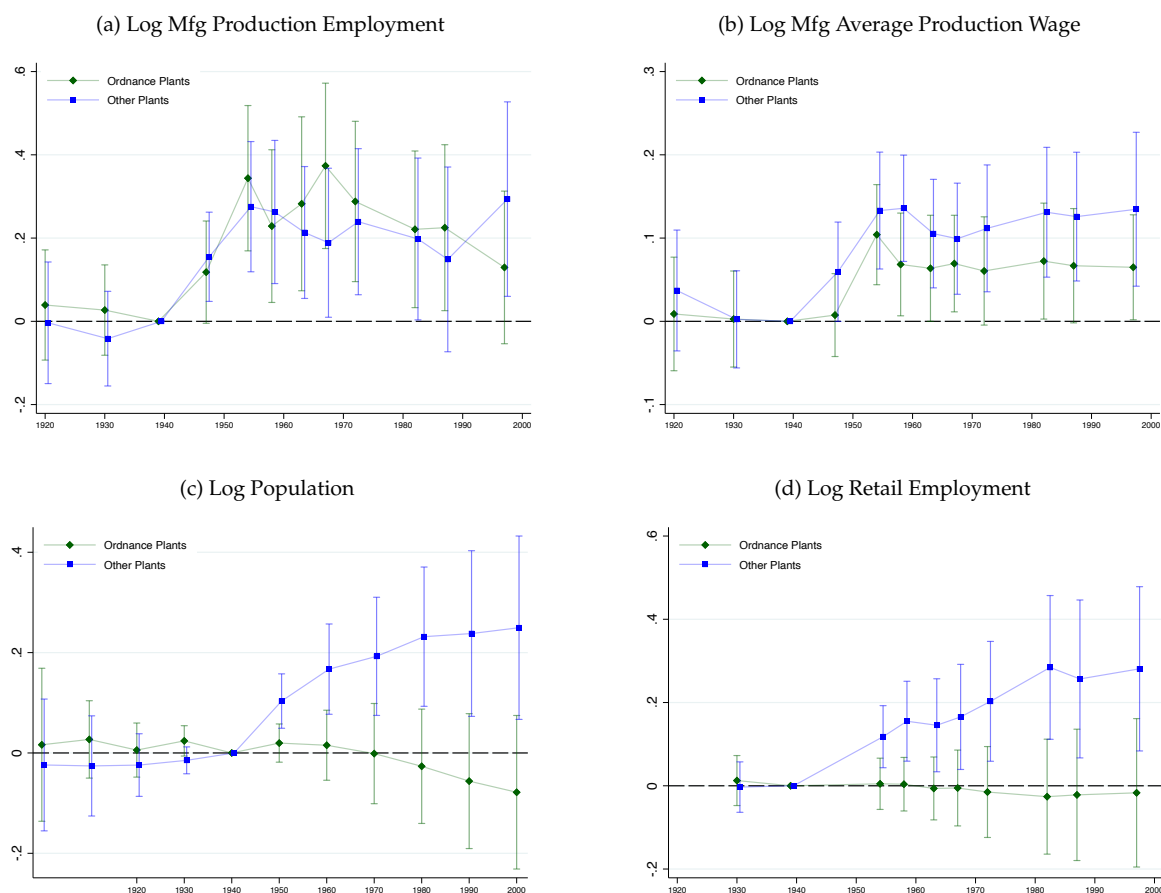 (a) Log Mfg Production Employment
Ordnance Plants
Other Plants
.6
.4
.2
0
-.2
1920 1930 1940 1950 1960 1970 1980 1990 2000
(b) Log Mfg Average Production Wage
Ordnance Plants
Other Plants
.3
.2
.1
0
-.1
1920 1930 1940 1950 1960 1970 1980 1990 2000
(c) Log Population
Ordnance Plants
Other Plants
.4
.2
0
-.2
1920 1930 1940 1950 1960 1970 1980 1990 2000
(d) Log Retail Employment
Ordnance Plants
Other Plants
.6
.4
.2
0
-.2
1920 1930 1940 1950 1960 1970 1980 1990 2000